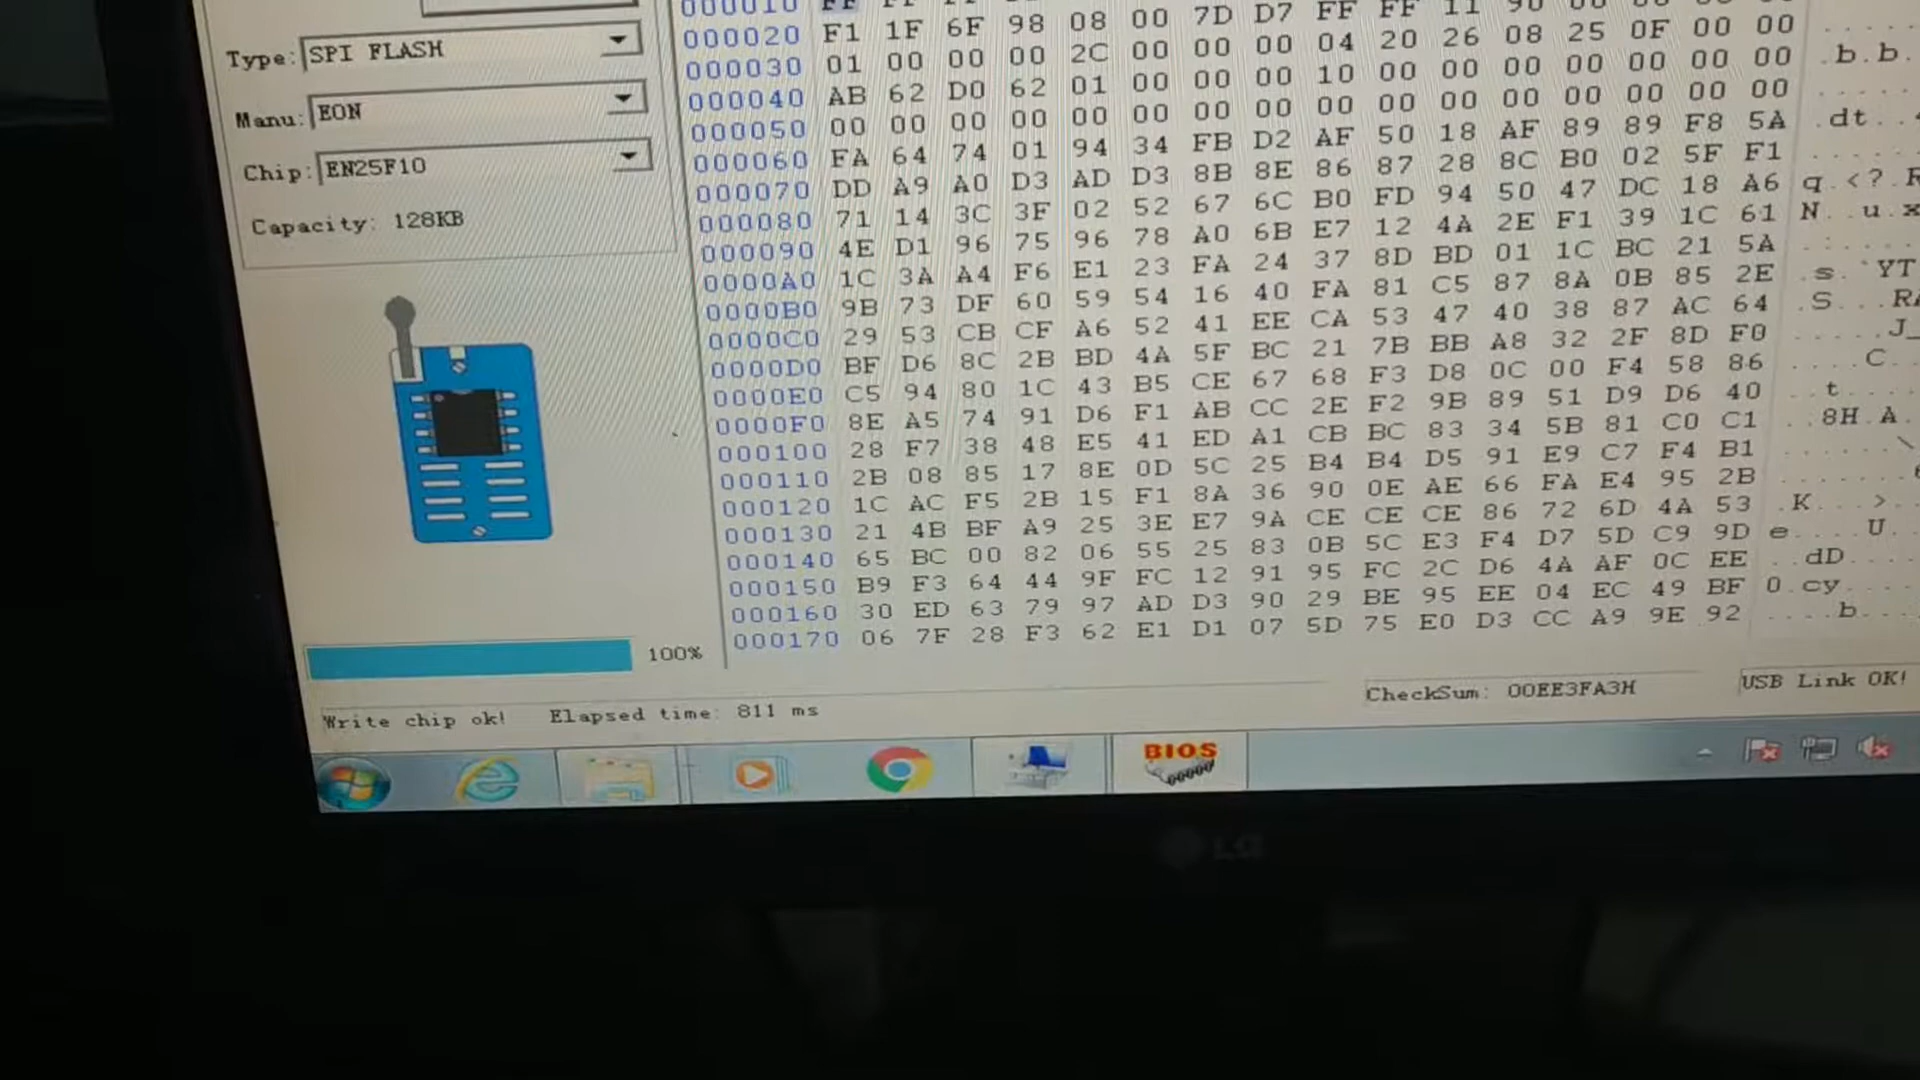 000010 FF
Type: SPI FLASH
000020 F1 1F 6F 98 08 00 7D D7 FF FF 11 90
000030 01 00 00 00 2C 00 00 00 04 20 26 08 25 0F 00 00
Manu: EON
000040 AB 62 D0 62 01 00 00 00 10 00 00 00 00 00 00 00 .b.b.
000050 00 00 00 00 00 00 00 00 00 00 00 00 00 00 00 00
Chip: EN25F10
000060 FA 64 74 01 94 34 FB D2 AF 50 18 AF 89 89 F8 5A .dt..
000070 DD A9 A0 D3 AD D3 8B 8E 86 87 28 8C B0 02 5F F1 ......
Capacity: 128KB
000080 71 14 3C 3F 02 52 67 6C B0 FD 94 50 47 DC 18 A6 q.<?.R
000090 4E D1 96 75 96 78 A0 6B E7 12 4A 2E F1 39 1C 61 N..u.x
0000A0 1C 3A A4 F6 E1 23 FA 24 37 8D BD 01 1C BC 21 5A .:....
0000B0 9B 73 DF 60 59 54 16 40 FA 81 C5 87 8A 0B 85 2E .s.`YT
0000C0 29 53 CB CF A6 52 41 EE CA 53 47 40 38 87 AC 64 .S...R
0000D0 BF D6 8C 2B BD 4A 5F BC 21 7B BB A8 32 2F 8D F0 .....J_
0000E0 C5 94 80 1C 43 B5 CE 67 68 F3 D8 0C 00 F4 58 86 ....C.
0000F0 8E A5 74 91 D6 F1 AB CC 2E F2 9B 89 51 D9 D6 40 ..t...
000100 28 F7 38 48 E5 41 ED A1 CB BC 83 34 5B 81 C0 C1 ..8H.A.
000110 2B 08 85 17 8E 0D 5C 25 B4 B4 D5 91 E9 C7 F4 B1 ......\
000120 1C AC F5 2B 15 F1 8A 36 90 0E AE 66 FA E4 95 2B
000130 21 4B BF A9 25 3E E7 9A CE CE CE 86 72 6D 4A 53 .K...>.
000140 65 BC 00 82 06 55 25 83 0B 5C E3 F4 D7 5D C9 9D e....U.
000150 B9 F3 64 44 9F FC 12 91 95 FC 2C D6 4A AF 0C EE ..dD...
000160 30 ED 63 79 97 AD D3 90 29 BE 95 EE 04 EC 49 BF 0.cy...
000170 06 7F 28 F3 62 E1 D1 07 5D 75 E0 D3 CC A9 9E 92 ....b...
100%
Write chip ok! Elapsed time: 811 ms CheckSum: 00EE3FA3H USB Link OK!
BIOS
LG